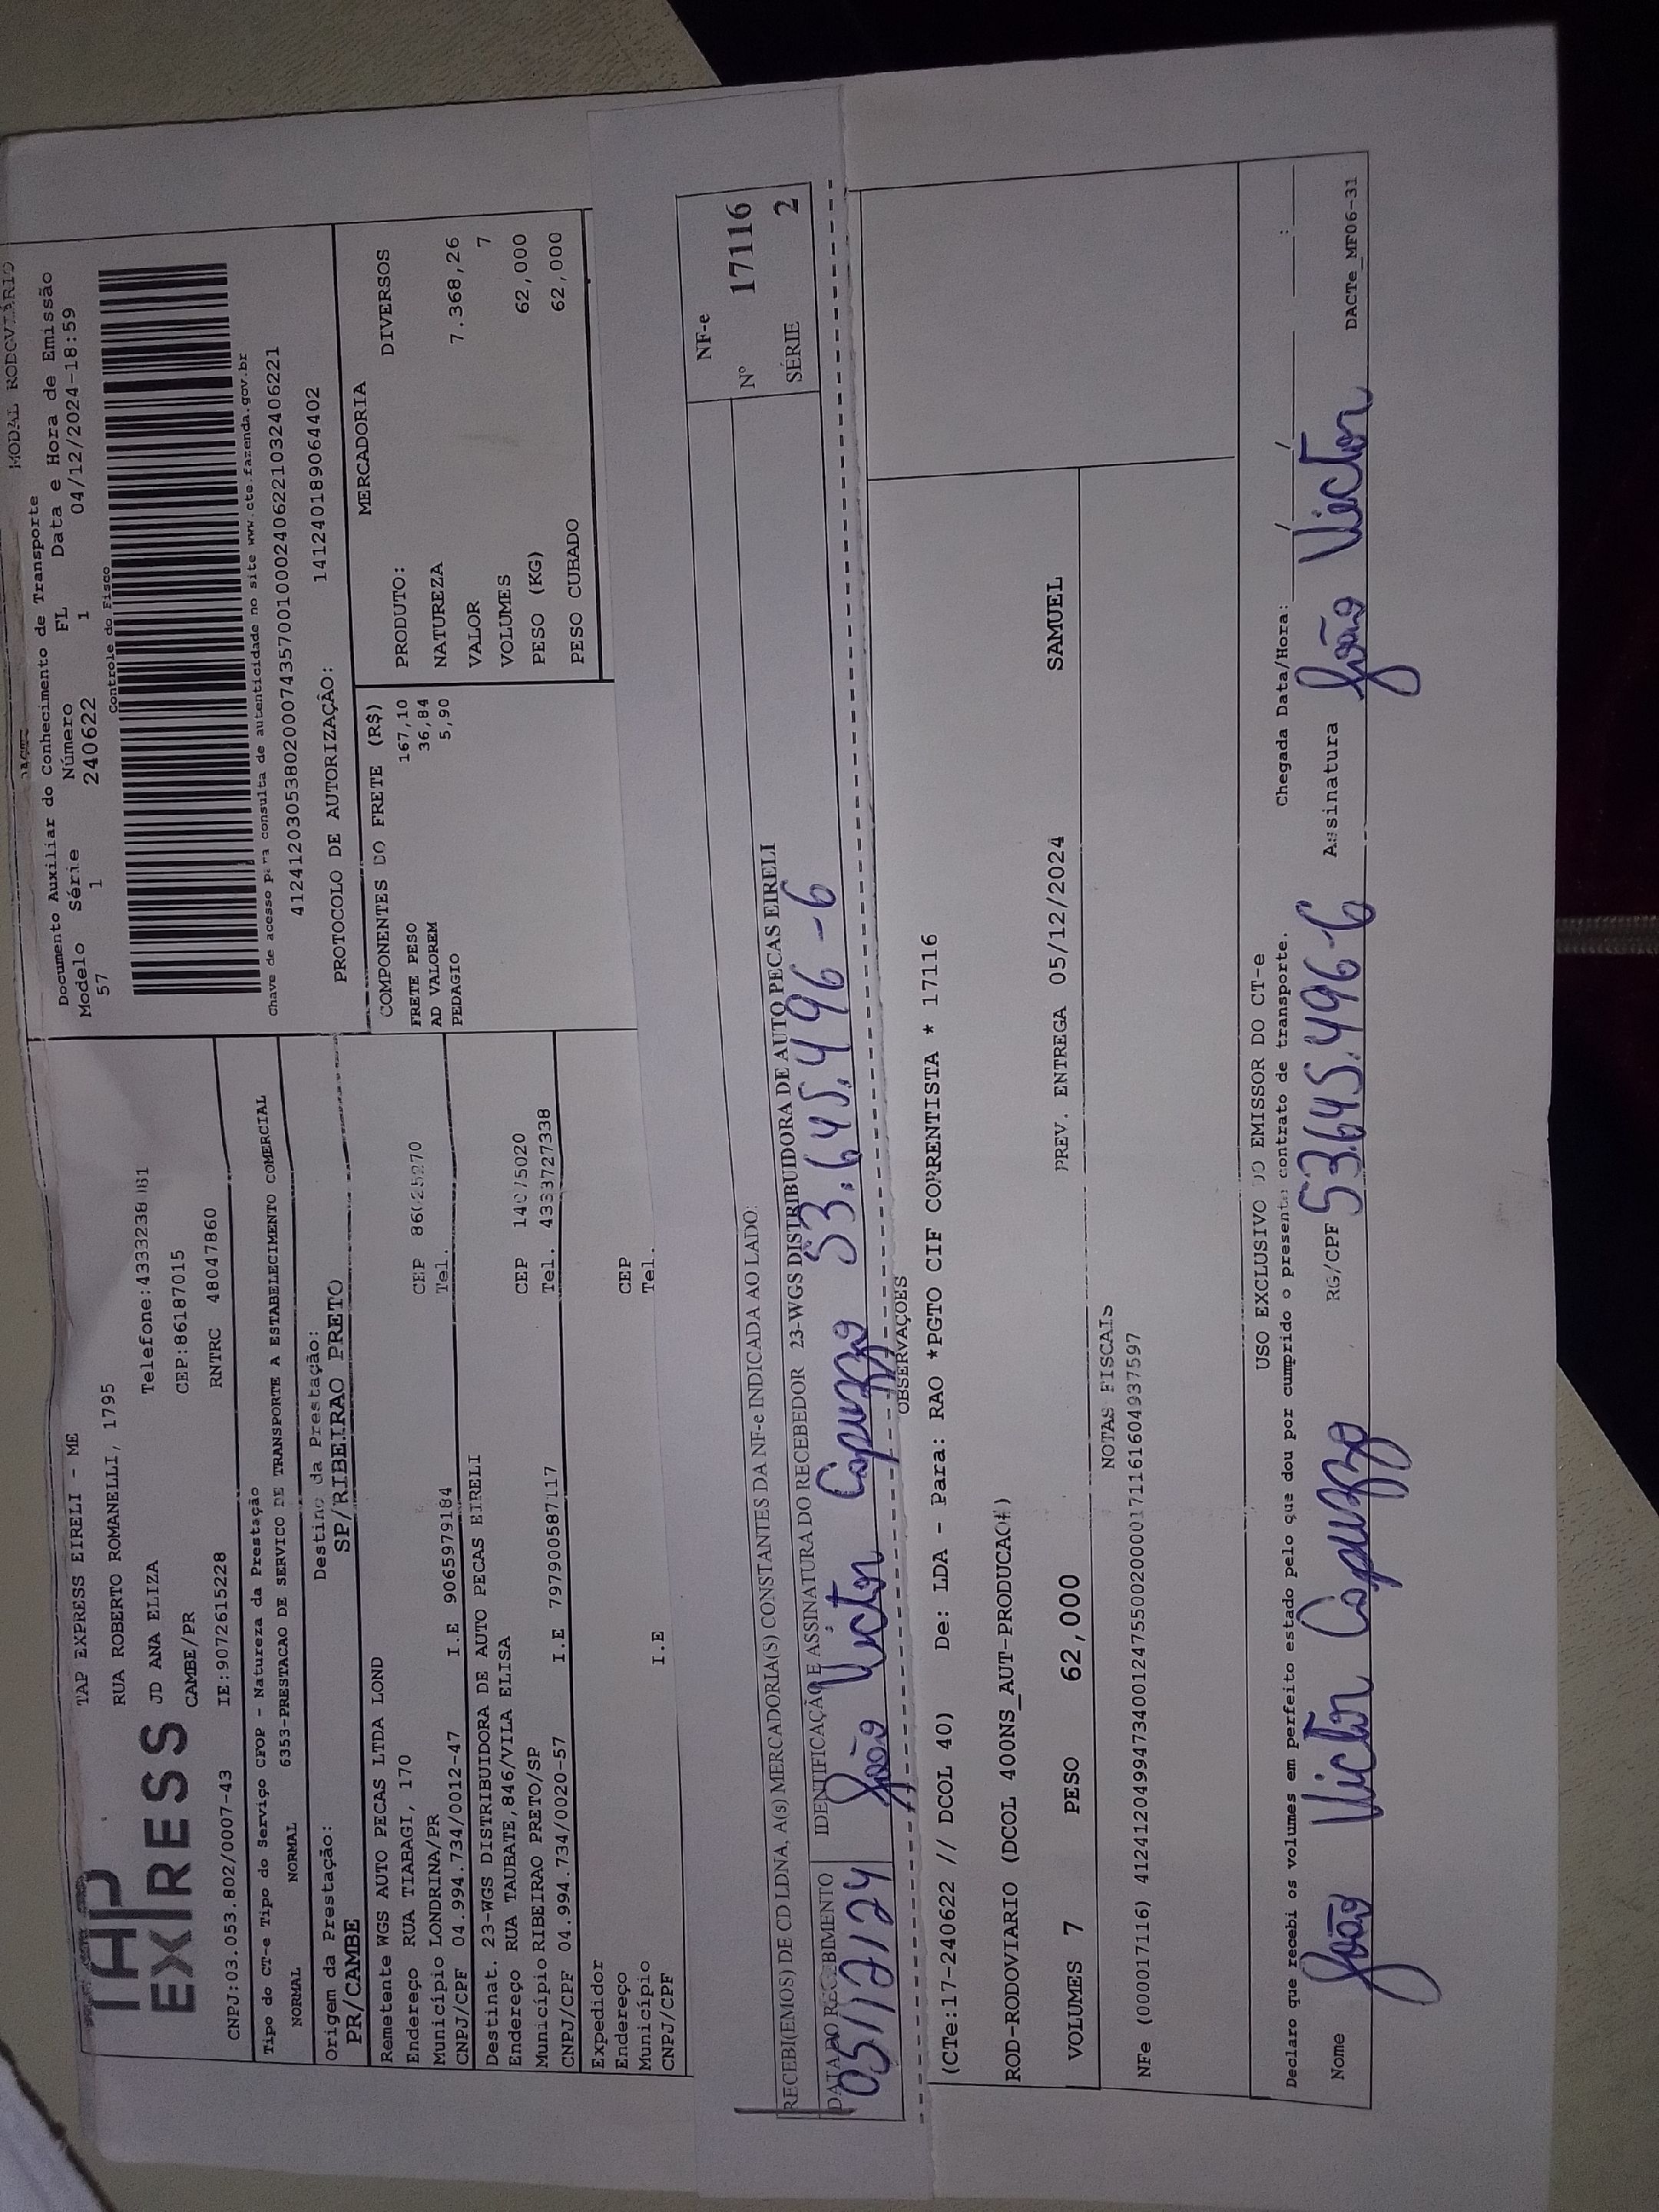 MODAL RODOVIÁRIO
TAP
EXPRESS
TAP EXPRESS EIRELI - ME
RUA ROBERTO ROMANELLI, 1795
JD ANA ELIZA
CAMBE/PR
CEP:86187015
CNPJ:03.053.802/0007-43 IE:9072615228 RNTRC 48047860
Documento Auxiliar do Conhecimento de Transporte
Modelo Série Número FL Data e Hora de Emissão
57 1 240622 1 04/12/2024-18:59
Controle do Fisco
Chave de acesso para consulta de autenticidade no site www.cte.fazenda.gov.br
41241203053802000743570010002406221032406221
PROTOCOLO DE AUTORIZAÇÃO: 141240189064402
Tipo do CT-e Tipo do Serviço CFOP - Natureza da Prestação
NORMAL NORMAL 6353-PRESTACAO DE SERVICO DE TRANSPORTE A ESTABELECIMENTO COMERCIAL
Origem da Prestação: Destino da Prestação:
PR/CAMBE SP/RIBEIRAO PRETO
Remetente WGS AUTO PECAS LTDA LOND
Endereço RUA TIABAGI, 170 CEP 86025270
Município LONDRINA/PR Tel.
CNPJ/CPF 04.994.734/0012-47 I.E 9065979184
Destinat. 23-WGS DISTRIBUIDORA DE AUTO PECAS EIRELI
Endereço RUA TAUBATE,846/VILA ELISA CEP 14075020
Município RIBEIRAO PRETO/SP Tel. 4333727338
CNPJ/CPF 04.994.734/0020-57 I.E 797900587117
Expedidor
Endereço CEP
Município Tel.
CNPJ/CPF I.E
COMPONENTES DO FRETE (R$)
FRETE PESO 167,10
AD VALOREM 36,84
PEDAGIO 5,90
MERCADORIA
PRODUTO: DIVERSOS
NATUREZA
VALOR 7.368,26
VOLUMES 7
PESO (KG) 62,000
PESO CUBADO 62,000
RECEBI(EMOS) DE CD LDNA, A(s) MERCADORIA(S) CONSTANTES DA NF-e INDICADA AO LADO:
DATA DO RECEBIMENTO IDENTIFICAÇÃO E ASSINATURA DO RECEBEDOR 23-WGS DISTRIBUIDORA DE AUTO PECAS EIRELI
05/12/24 João Victor Capuzzo 53.645.496-6
NF-e
Nº 17116
SÉRIE 2
OBSERVAÇOES
(CTe:17-240622 // DCOL 40) De: LDA - Para: RAO *PGTO CIF CORRENTISTA * 17116
ROD-RODOVIARIO (DCOL 400NS_AUT-PRODUCAO#)
VOLUMES 7 PESO 62,000 PREV. ENTREGA 05/12/2024 SAMUEL
NOTAS FISCAIS
NFe (000017116) 41241204994734001247550020000171161604937597
USO EXCLUSIVO DO EMISSOR DO CT-e
Declaro que recebi os volumes em perfeito estado pelo que dou por cumprido o presente contrato de transporte. Chegada Data/Hora: ____/____/____ ____:____
Nome João Victor Capuzzo RG/CPF 53.645.496-6 Assinatura João Victor
DACTe_MF06-31